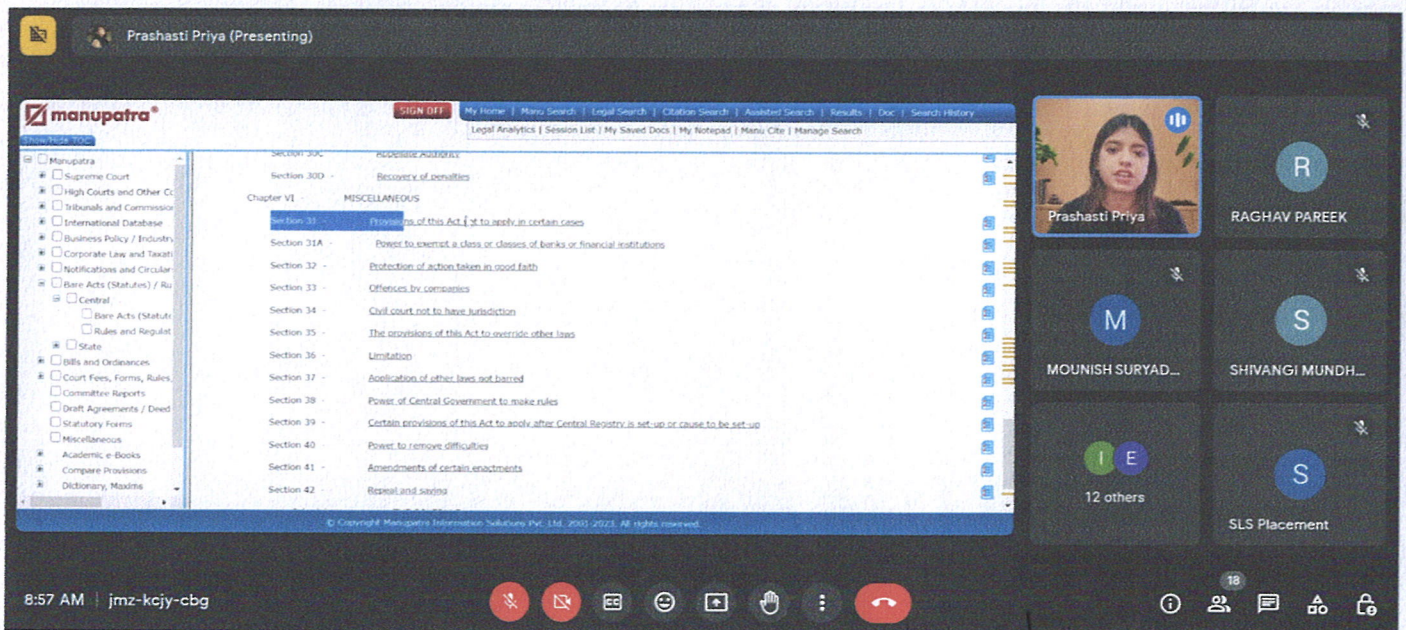 Prashasti Priya (Presenting)
manupatra®
SIGN OFF
My Home | Manu Search | Legal Search | Citation Search | Assisted Search | Results | Doc | Search History
Legal Analytics | Session List | My Saved Docs | My Notepad | Manu Cite | Manage Search
Show/Hide TOC
Manupatra
Supreme Court
High Courts and Other Cc
Tribunals and Commission
International Database
Business Policy / Industry
Corporate Law and Taxati
Notifications and Circular
Bare Acts (Statutes) / Ru
Central
Bare Acts (Statute
Rules and Regulat
State
Bills and Ordinances
Court Fees, Forms, Rules,
Committee Reports
Draft Agreements / Deed
Statutory Forms
Miscellaneous
Academic e-Books
Compare Provisions
Dictionary, Maxims
Section 30C - Appellate Authority
Section 30D - Recovery of penalties
Chapter VI MISCELLANEOUS
Section 31 - Provisions of this Act not to apply in certain cases
Section 31A - Power to exempt a class or classes of banks or financial institutions
Section 32 - Protection of action taken in good faith
Section 33 - Offences by companies
Section 34 - Civil court not to have jurisdiction
Section 35 - The provisions of this Act to override other laws
Section 36 - Limitation
Section 37 - Application of other laws not barred
Section 38 - Power of Central Government to make rules
Section 39 - Certain provisions of this Act to apply after Central Registry is set-up or cause to be set-up
Section 40 - Power to remove difficulties
Section 41 - Amendments of certain enactments
Section 42 - Repeal and saving
© Copyright Manupatra Information Solutions Pvt. Ltd. 2001-2023. All rights reserved.
Prashasti Priya
R
RAGHAV PAREEK
M
MOUNISH SURYAD...
S
SHIVANGI MUNDH...
I E
12 others
S
SLS Placement
8:57 AM | jmz-kcjy-cbg
CC
18